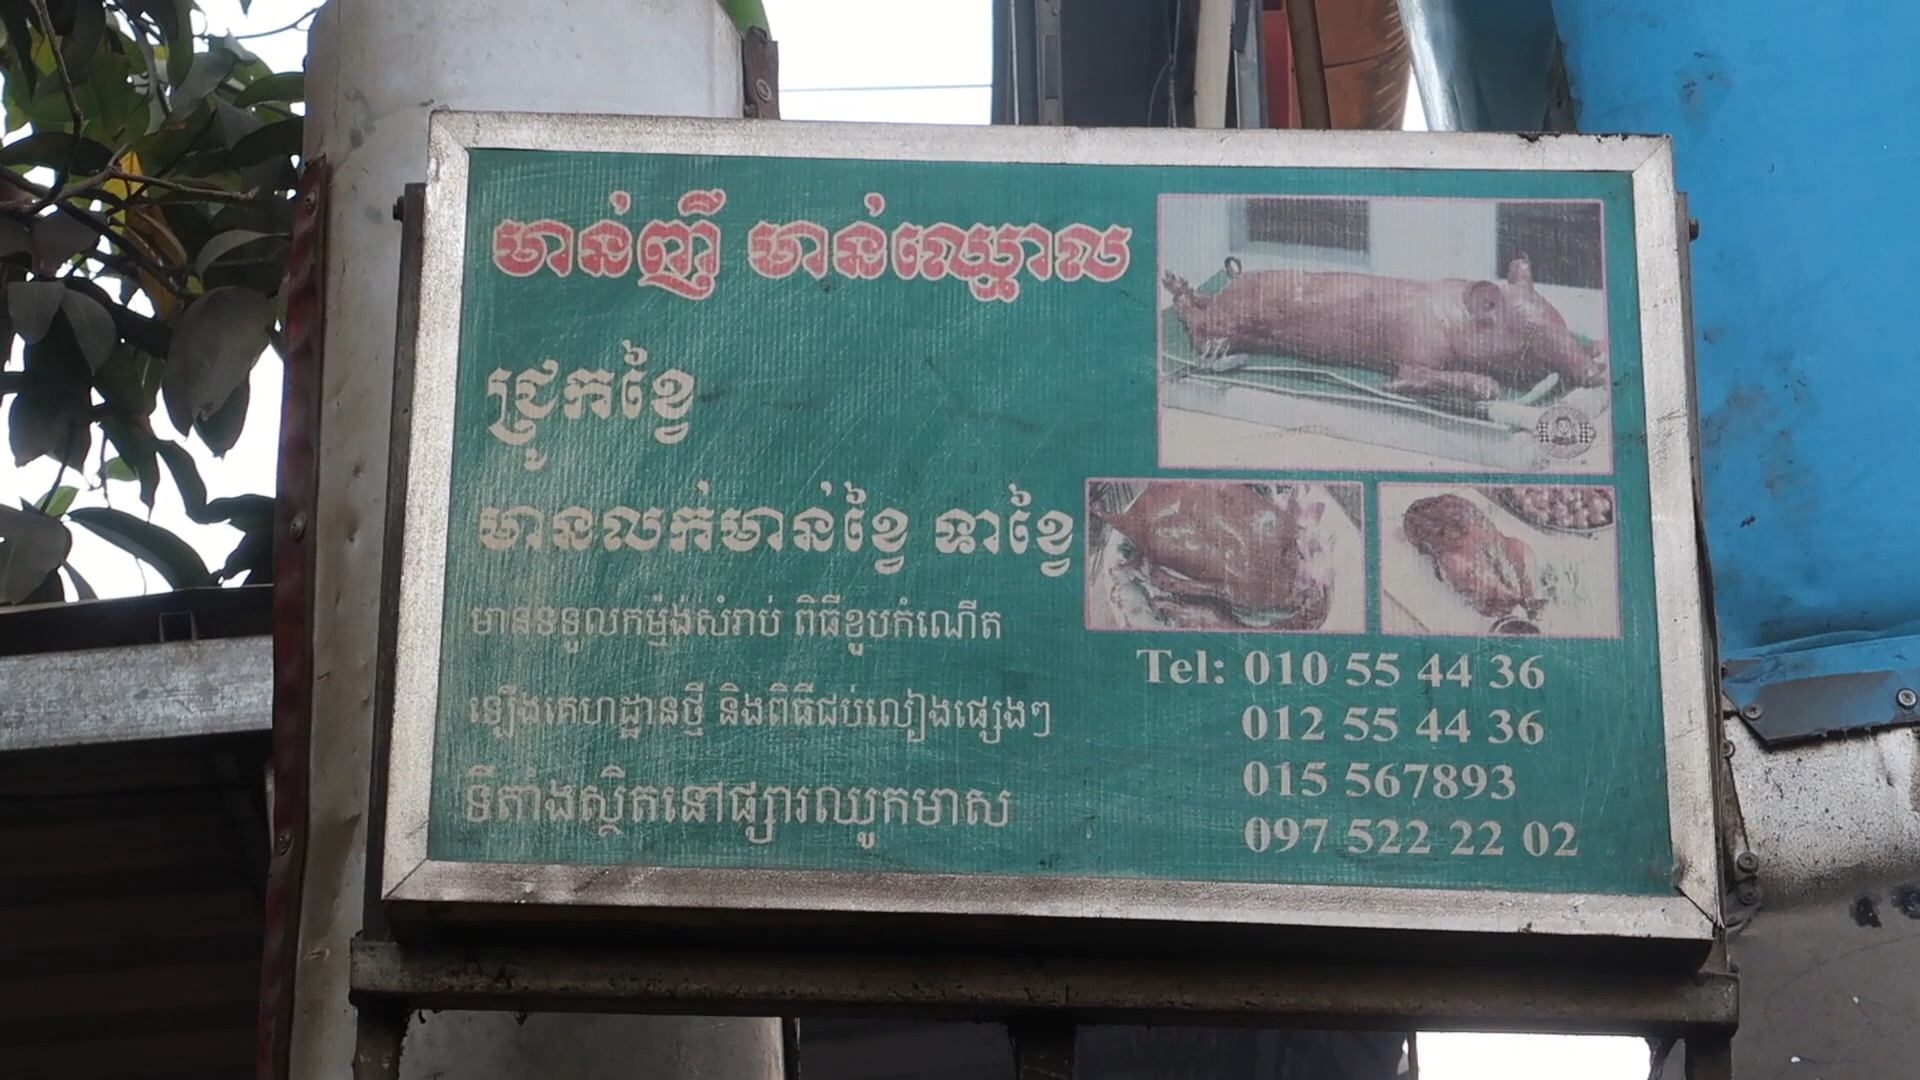 មាន់ញី មាន់ឈ្មោល
ជ្រូកខ្វៃ
មានលក់មាន់ខ្វៃ ទាខ្វៃ
មានទទួលកម្ម៉ង់សំរាប់ ពិធីខួបកំណើត
ឡើងគេហដ្ឋានថ្មី និងពិធីជប់លៀងផ្សេងៗ
ទីតាំងស្ថិតនៅផ្សារឈូកមាស
Tel: 010 55 44 36
012 55 44 36
015 567893
097 522 22 02